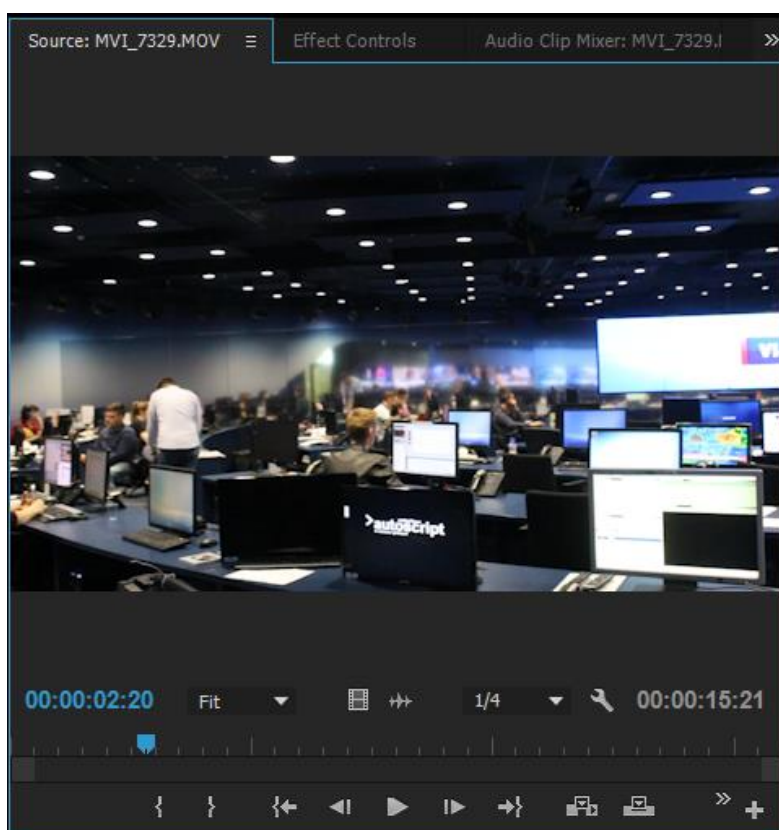 Source: MVI_7329.MOV
Effect Controls
Audio Clip Mixer: MVI_7329.
VI
>autoscript
00:00:02:20
Fit
1/4
00:00:15:21